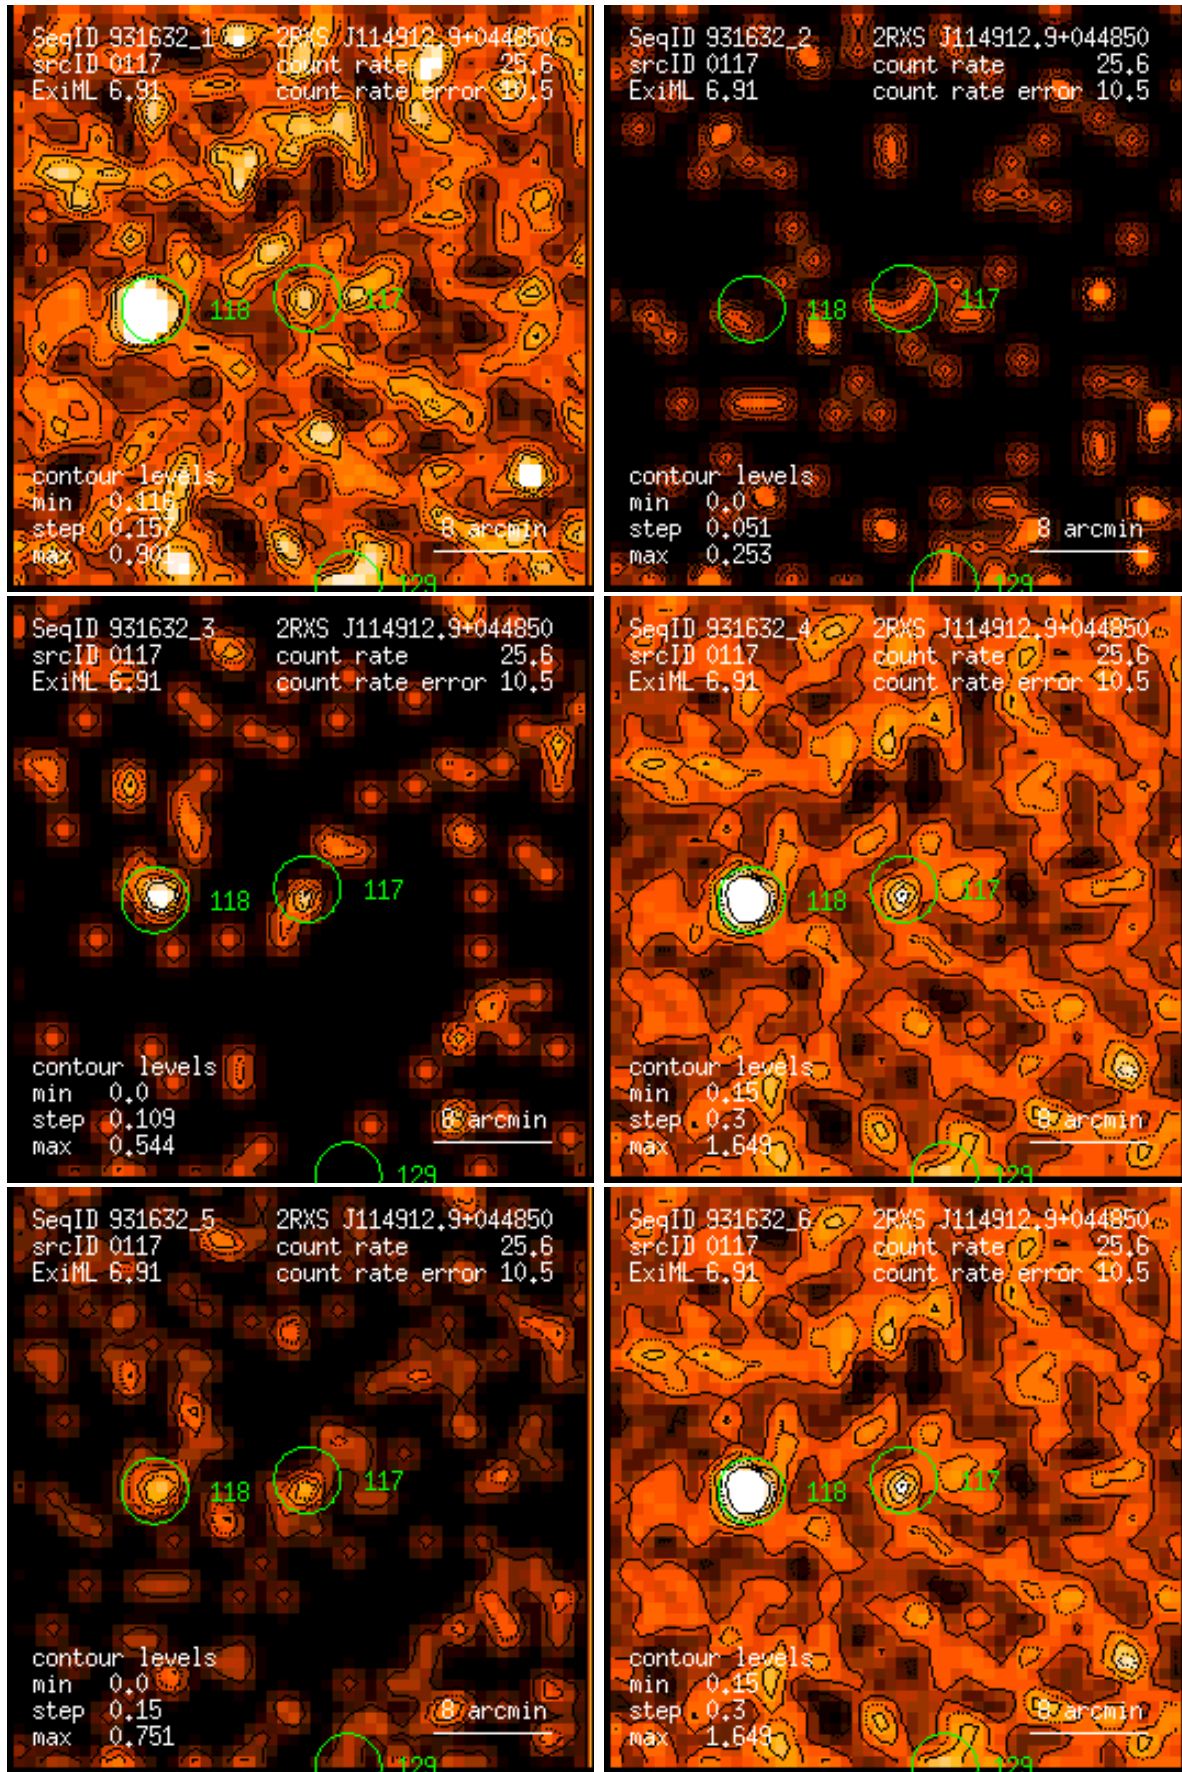 SeqID 931632_1 2RXS J114912.9+044850
srcID 0117 count rate 25.6
ExiML 6.91 count rate error 10.5
118
117
contour levels
min 0.116
step 0.157
max 0.901
8 arcmin
129
SeqID 931632_2 2RXS J114912.9+044850
srcID 0117 count rate 25.6
ExiML 6.91 count rate error 10.5
118
117
contour levels
min 0.0
step 0.051
max 0.253
8 arcmin
129
SeqID 931632_3 2RXS J114912.9+044850
srcID 0117 count rate 25.6
ExiML 6.91 count rate error 10.5
118
117
contour levels
min 0.0
step 0.109
max 0.544
8 arcmin
129
SeqID 931632_4 2RXS J114912.9+044850
srcID 0117 count rate 25.6
ExiML 6.91 count rate error 10.5
118
117
contour levels
min 0.15
step 0.3
max 1.649
8 arcmin
129
SeqID 931632_5 2RXS J114912.9+044850
srcID 0117 count rate 25.6
ExiML 6.91 count rate error 10.5
118
117
contour levels
min 0.0
step 0.15
max 0.751
8 arcmin
129
SeqID 931632_6 2RXS J114912.9+044850
srcID 0117 count rate 25.6
ExiML 6.91 count rate error 10.5
118
117
contour levels
min 0.15
step 0.3
max 1.649
8 arcmin
129